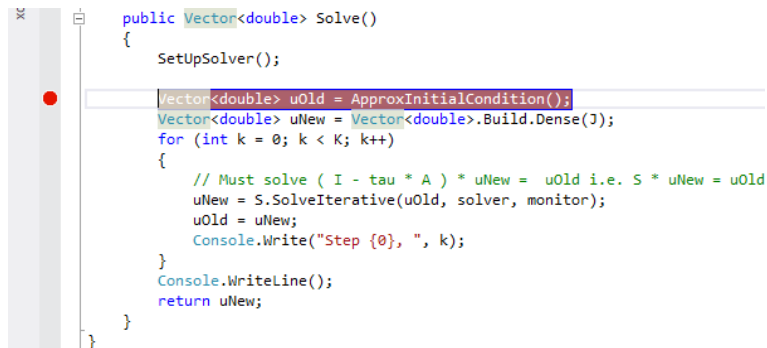 public Vector<double> Solve()
{
SetUpSolver();
Vector<double> uOld = ApproxInitialCondition();
Vector<double> uNew = Vector<double>.Build.Dense(J);
for (int k = 0; k < K; k++)
{
// Must solve ( I - tau * A ) * uNew =  uOld i.e. S * uNew = uOld
uNew = S.SolveIterative(uOld, solver, monitor);
uOld = uNew;
Console.Write("Step {0}, ", k);
}
Console.WriteLine();
return uNew;
}
}